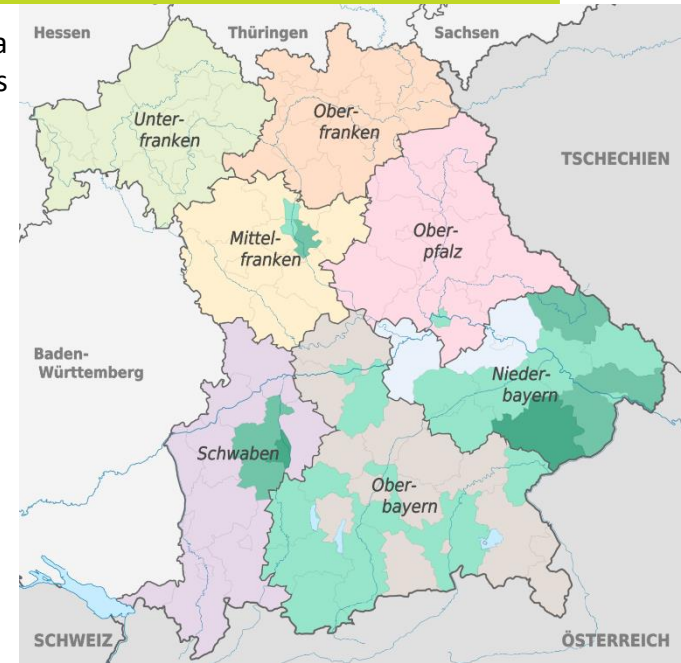 a
s
Hessen
Thüringen
Sachsen
Unter-
franken
Ober-
franken
TSCHECHIEN
Mittel-
franken
Ober-
pfalz
Baden-
Württemberg
Nieder-
bayern
Schwaben
Ober-
bayern
SCHWEIZ
ÖSTERREICH